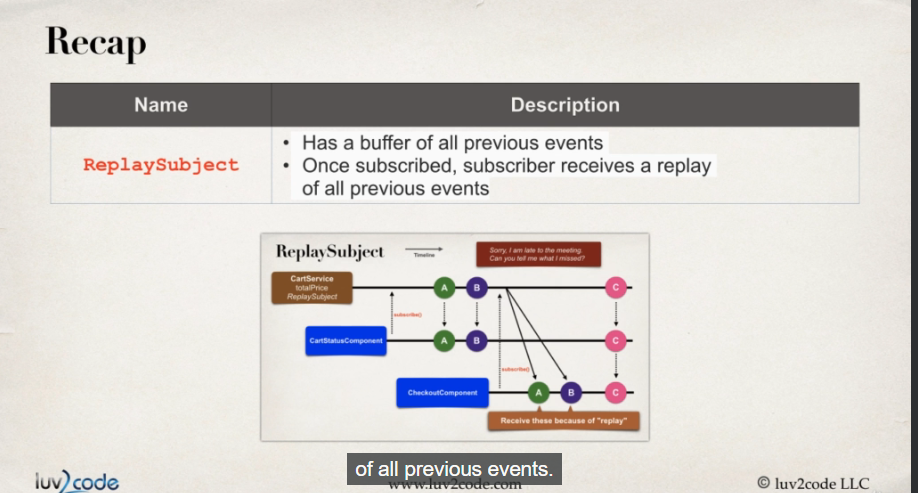 Recap
Name
Description
ReplaySubject
• Has a buffer of all previous events
• Once subscribed, subscriber receives a replay
of all previous events
ReplaySubject
Timeline
Sorry, I am late to the meeting.
Can you tell me what I missed?
CartService
totalPrice
ReplaySubject
A
B
C
subscribe()
CartStatusComponent
A
B
C
subscribe()
CheckoutComponent
A
B
C
Receive these because of "replay"
of all previous events.
luv2code
www.luv2code.com
© luv2code LLC